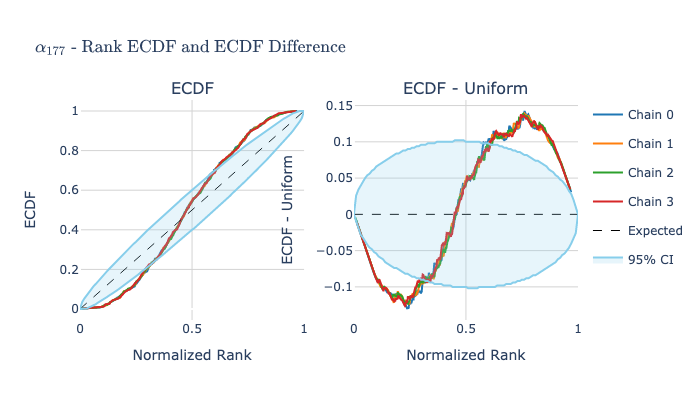 α₁₇₇ - Rank ECDF and ECDF Difference
ECDF
ECDF - Uniform
1
0.8
0.6
0.4
0.2
0
ECDF
0
0.5
1
Normalized Rank
0.15
0.1
0.05
0
−0.05
−0.1
ECDF - Uniform
0
0.5
1
Normalized Rank
Chain 0
Chain 1
Chain 2
Chain 3
Expected
95% CI